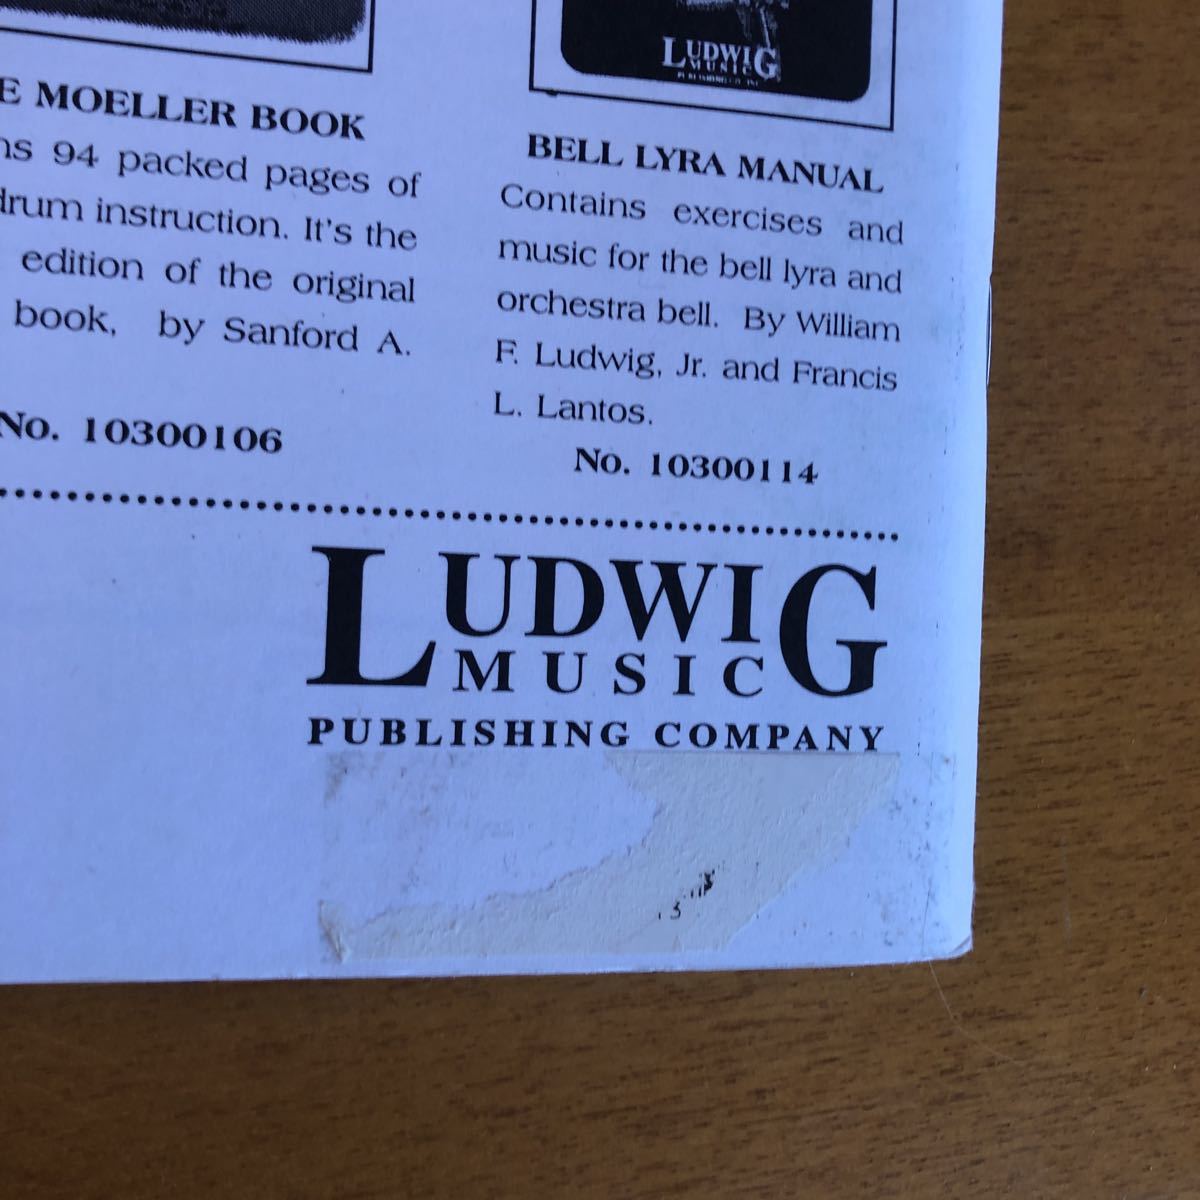 E MOELLER BOOK
ns 94 packed pages of
drum instruction. It's the
edition of the original
book, by Sanford A.
No. 10300106
LUDWIG
MUSIC
BELL LYRA MANUAL
Contains exercises and
music for the bell lyra and
orchestra bell. By William
F. Ludwig, Jr. and Francis
L. Lantos.
No. 10300114
LUDWIG
MUSIC
PUBLISHING COMPANY